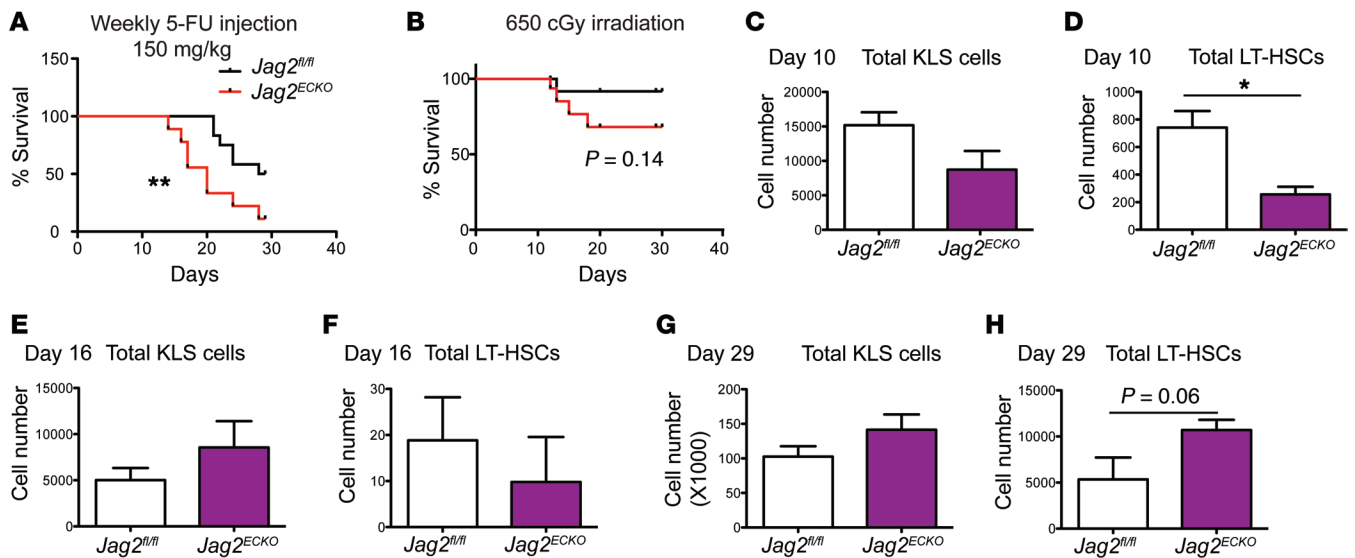 A
Weekly 5-FU injection
150 mg/kg
Jag2fl/fl
Jag2ECKO
% Survival
150
100
50
0
**
0 10 20 30 40
Days
B
650 cGy irradiation
% Survival
100
50
0
P = 0.14
0 10 20 30 40
Days
C
Day 10 Total KLS cells
Cell number
20000
15000
10000
5000
0
Jag2fl/fl Jag2ECKO
D
Day 10 Total LT-HSCs
Cell number
1000
800
600
400
200
0
*
Jag2fl/fl Jag2ECKO
E
Day 16 Total KLS cells
Cell number
15000
10000
5000
0
Jag2fl/fl Jag2ECKO
F
Day 16 Total LT-HSCs
Cell number
30
20
10
0
Jag2fl/fl Jag2ECKO
G
Day 29 Total KLS cells
Cell number
(X1000)
200
150
100
50
0
Jag2fl/fl Jag2ECKO
H
Day 29 Total LT-HSCs
Cell number
15000
10000
5000
0
P = 0.06
Jag2fl/fl Jag2ECKO